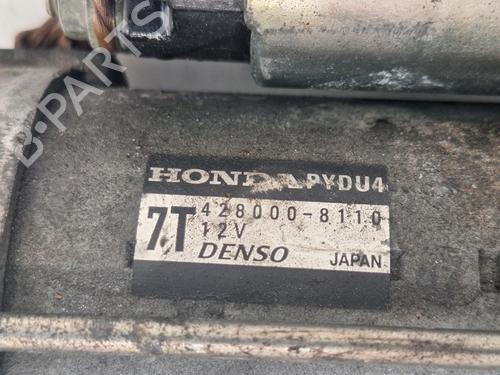 B-PARTS
HONDA PYDU4
7T 428000-8110
12V
DENSO JAPAN